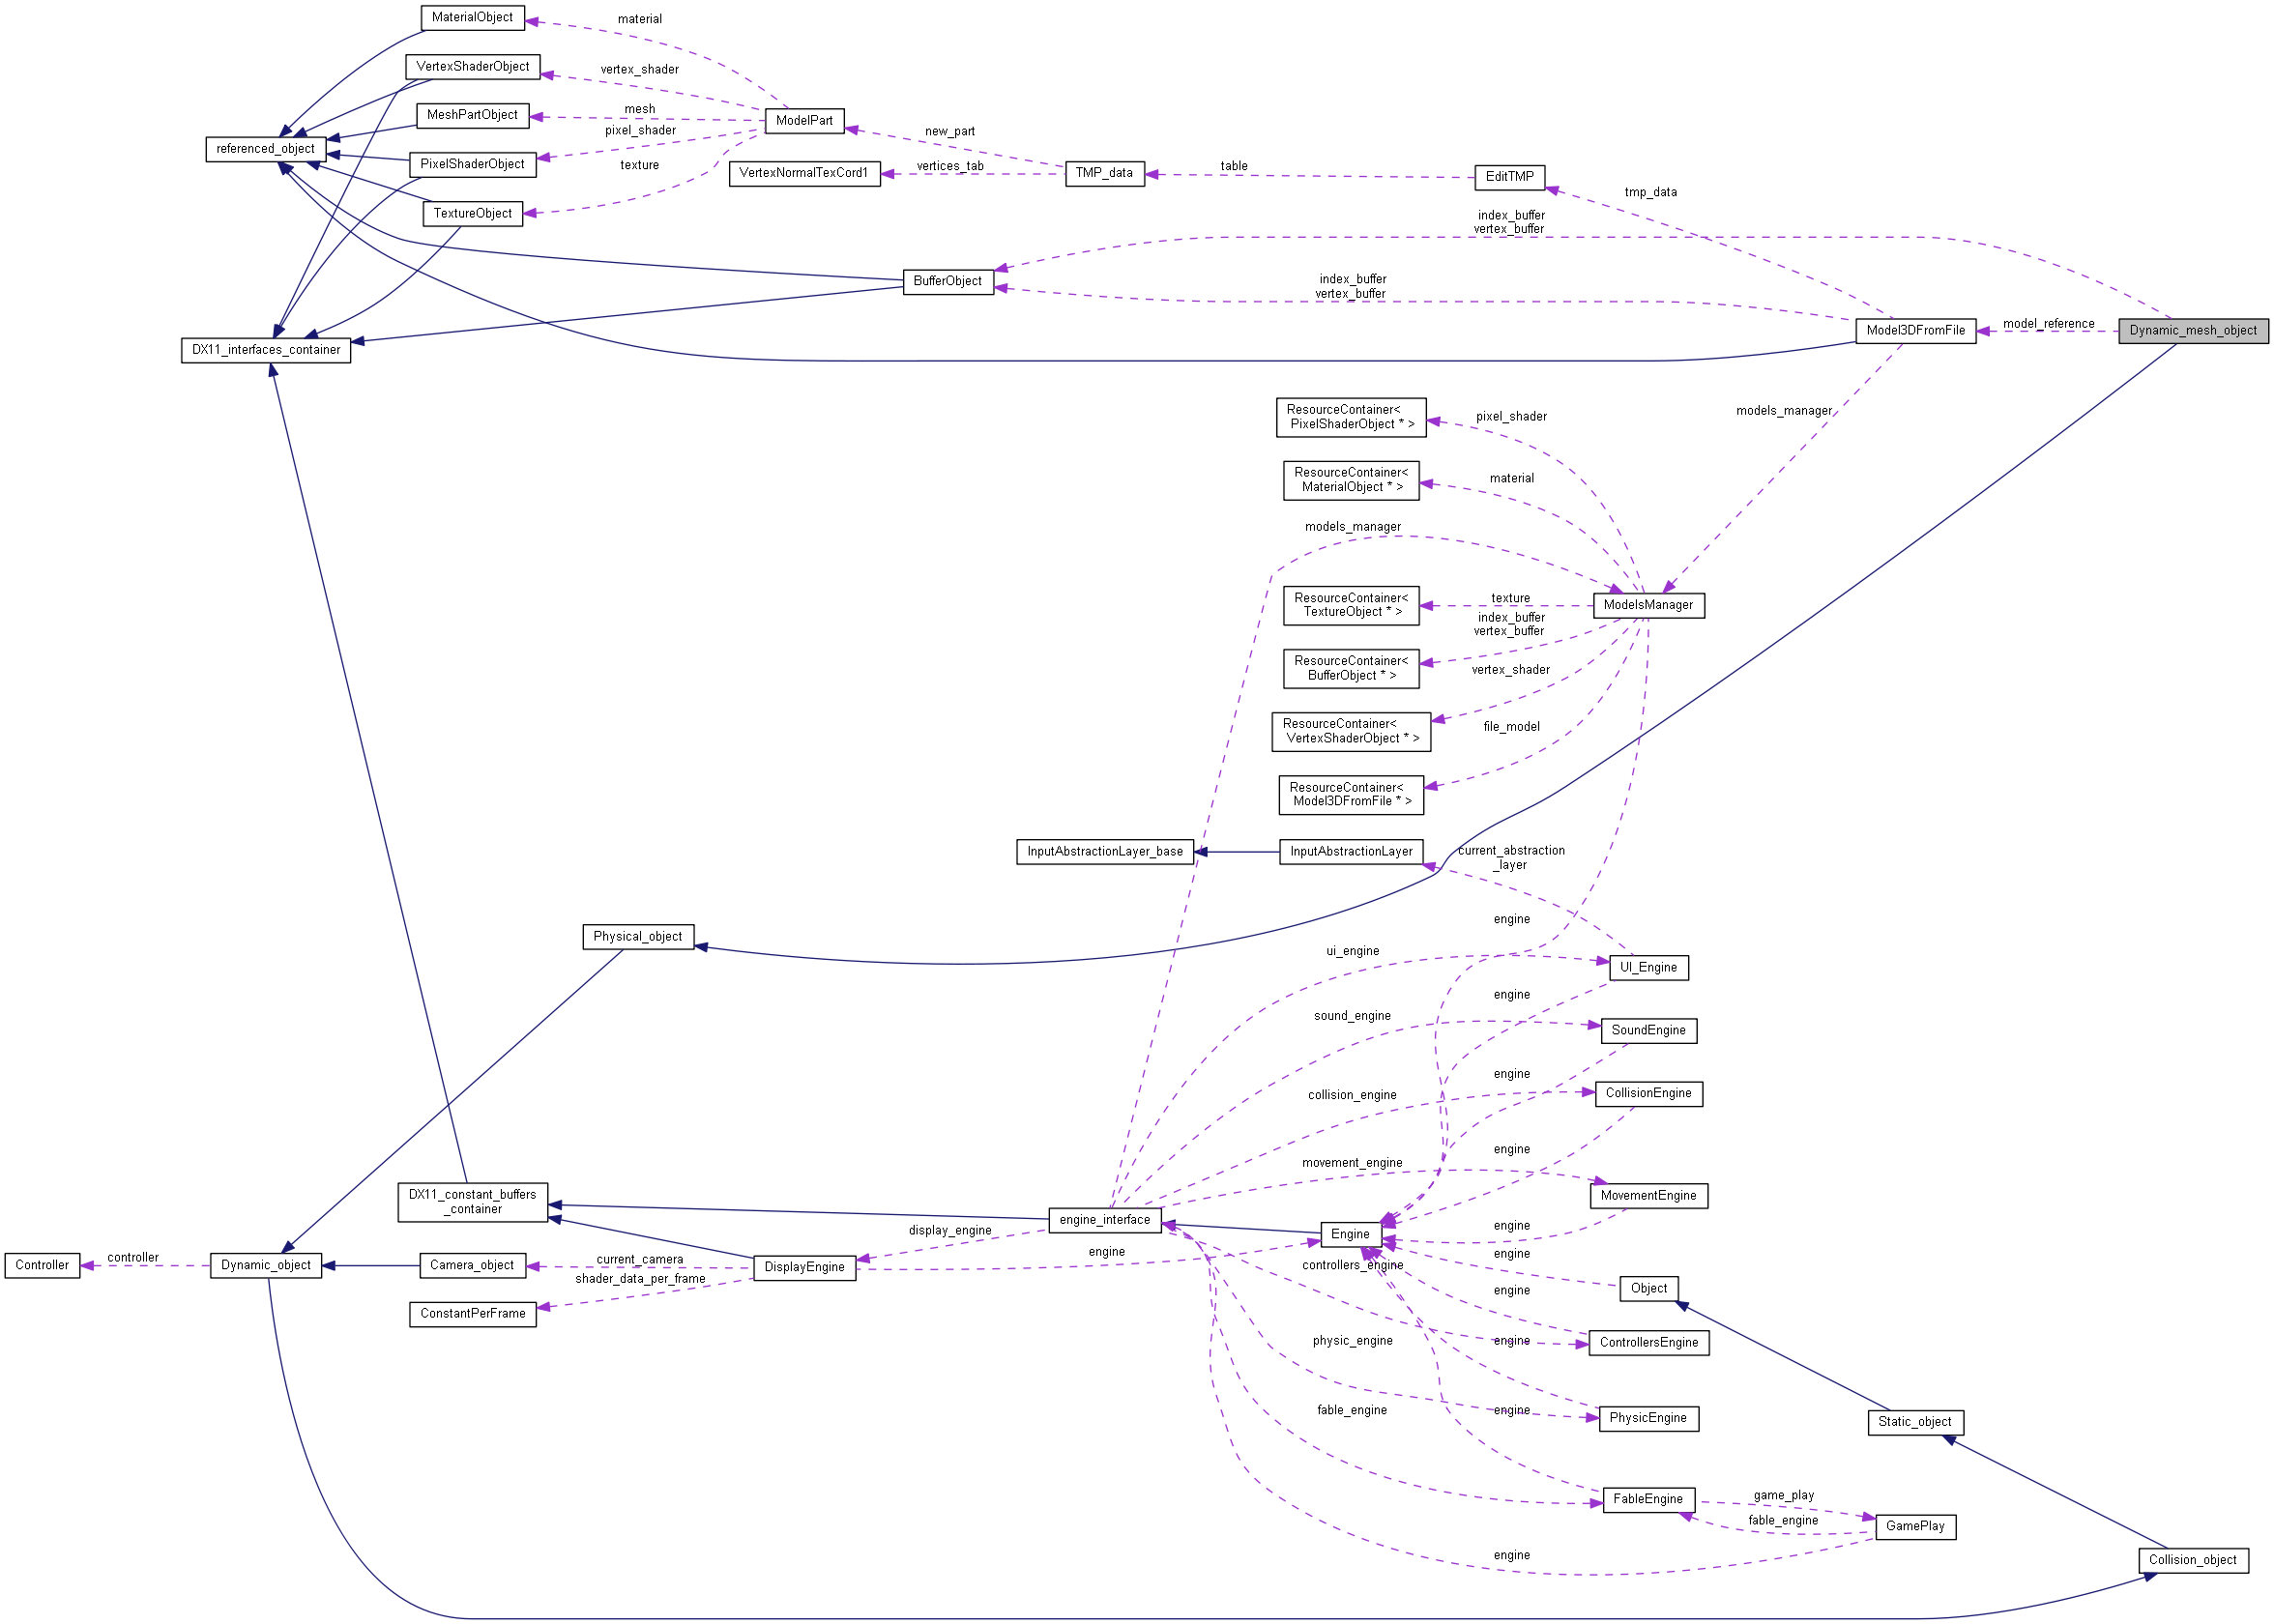 MaterialObject
material
VertexShaderObject
vertex_shader
MeshPartObject
mesh
ModelPart
pixel_shader
new_part
referenced_object
PixelShaderObject
texture
VertexNormalTexCord1
vertices_tab
TMP_data
table
EditTMP
tmp_data
TextureObject
index_buffer
vertex_buffer
BufferObject
index_buffer
vertex_buffer
Model3DFromFile
model_reference
Dynamic_mesh_object
DX11_interfaces_container
ResourceContainer<
PixelShaderObject * >
pixel_shader
models_manager
ResourceContainer<
MaterialObject * >
material
models_manager
ResourceContainer<
TextureObject * >
texture
ModelsManager
index_buffer
vertex_buffer
ResourceContainer<
BufferObject * >
vertex_shader
ResourceContainer<
VertexShaderObject * >
file_model
ResourceContainer<
Model3DFromFile * >
InputAbstractionLayer_base
InputAbstractionLayer
current_abstraction
_layer
engine
Physical_object
ui_engine
UI_Engine
engine
sound_engine
SoundEngine
engine
collision_engine
CollisionEngine
engine
movement_engine
MovementEngine
DX11_constant_buffers
_container
engine_interface
display_engine
Engine
engine
engine
engine
Controller
controller
Dynamic_object
Camera_object
current_camera
shader_data_per_frame
DisplayEngine
controllers_engine
Object
engine
ConstantPerFrame
physic_engine
engine
ControllersEngine
fable_engine
engine
PhysicEngine
Static_object
FableEngine
game_play
fable_engine
GamePlay
engine
Collision_object